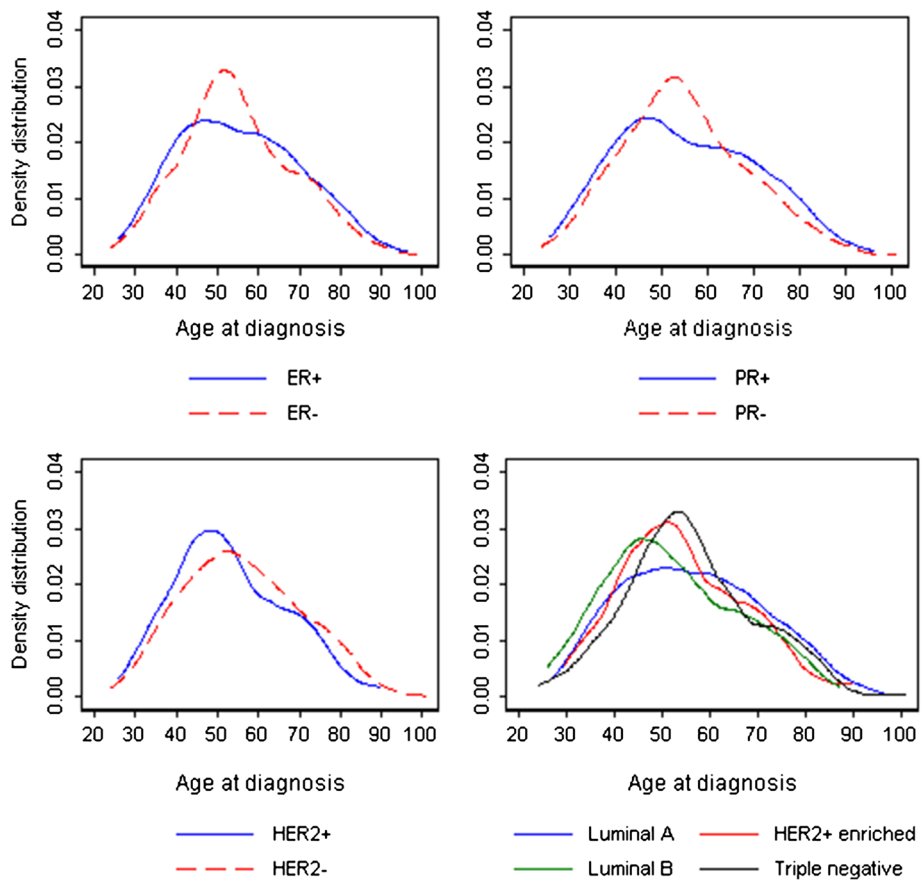 Density distribution
0.00 0.01 0.02 0.03 0.04
20 30 40 50 60 70 80 90 100
Age at diagnosis
ER+
ER-
0.00 0.01 0.02 0.03 0.04
20 30 40 50 60 70 80 90 100
Age at diagnosis
PR+
PR-
Density distribution
0.00 0.01 0.02 0.03 0.04
20 30 40 50 60 70 80 90 100
Age at diagnosis
HER2+
HER2-
0.00 0.01 0.02 0.03 0.04
20 30 40 50 60 70 80 90 100
Age at diagnosis
Luminal A HER2+ enriched
Luminal B Triple negative